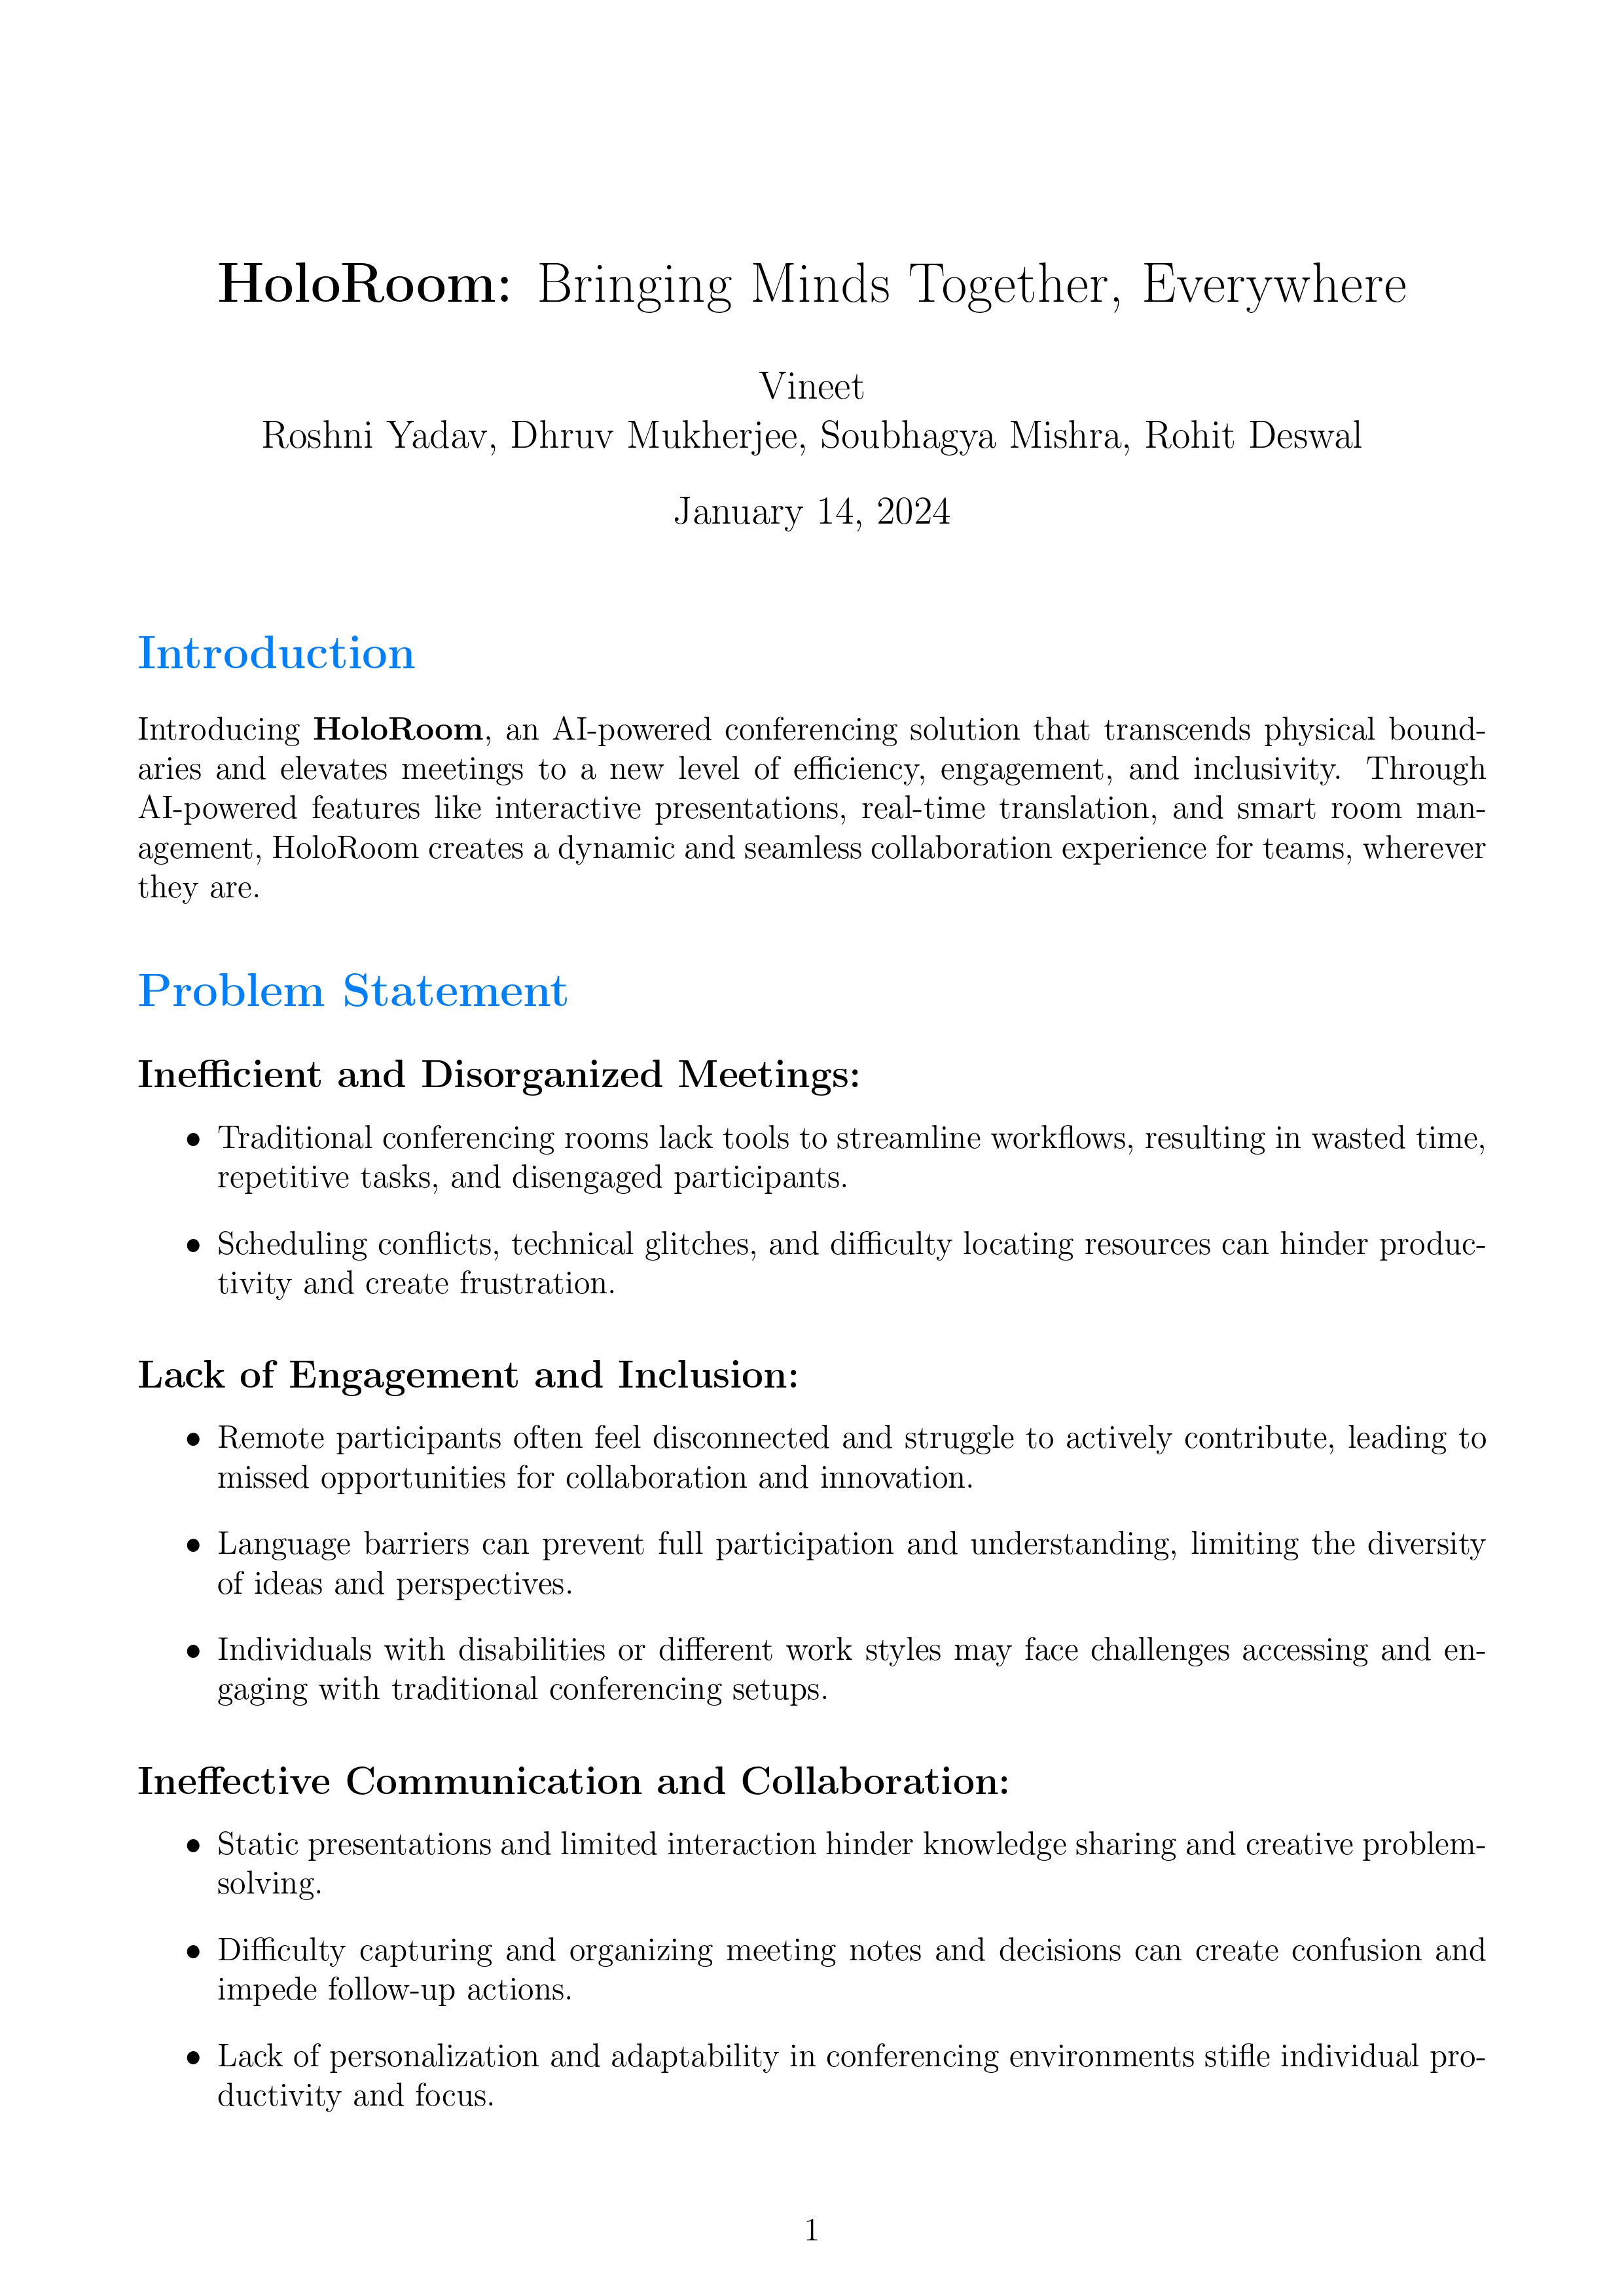 HoloRoom: Bringing Minds Together, Everywhere
Vineet
Roshni Yadav, Dhruv Mukherjee, Soubhagya Mishra, Rohit Deswal
January 14, 2024
Introduction
Introducing HoloRoom, an AI-powered conferencing solution that transcends physical bound-
aries and elevates meetings to a new level of efficiency, engagement, and inclusivity. Through
AI-powered features like interactive presentations, real-time translation, and smart room man-
agement, HoloRoom creates a dynamic and seamless collaboration experience for teams, wherever
they are.
Problem Statement
Inefficient and Disorganized Meetings:
• Traditional conferencing rooms lack tools to streamline workflows, resulting in wasted time,
repetitive tasks, and disengaged participants.
• Scheduling conflicts, technical glitches, and difficulty locating resources can hinder produc-
tivity and create frustration.
Lack of Engagement and Inclusion:
• Remote participants often feel disconnected and struggle to actively contribute, leading to
missed opportunities for collaboration and innovation.
• Language barriers can prevent full participation and understanding, limiting the diversity
of ideas and perspectives.
• Individuals with disabilities or different work styles may face challenges accessing and en-
gaging with traditional conferencing setups.
Ineffective Communication and Collaboration:
• Static presentations and limited interaction hinder knowledge sharing and creative problem-
solving.
• Difficulty capturing and organizing meeting notes and decisions can create confusion and
impede follow-up actions.
• Lack of personalization and adaptability in conferencing environments stifle individual pro-
ductivity and focus.
1